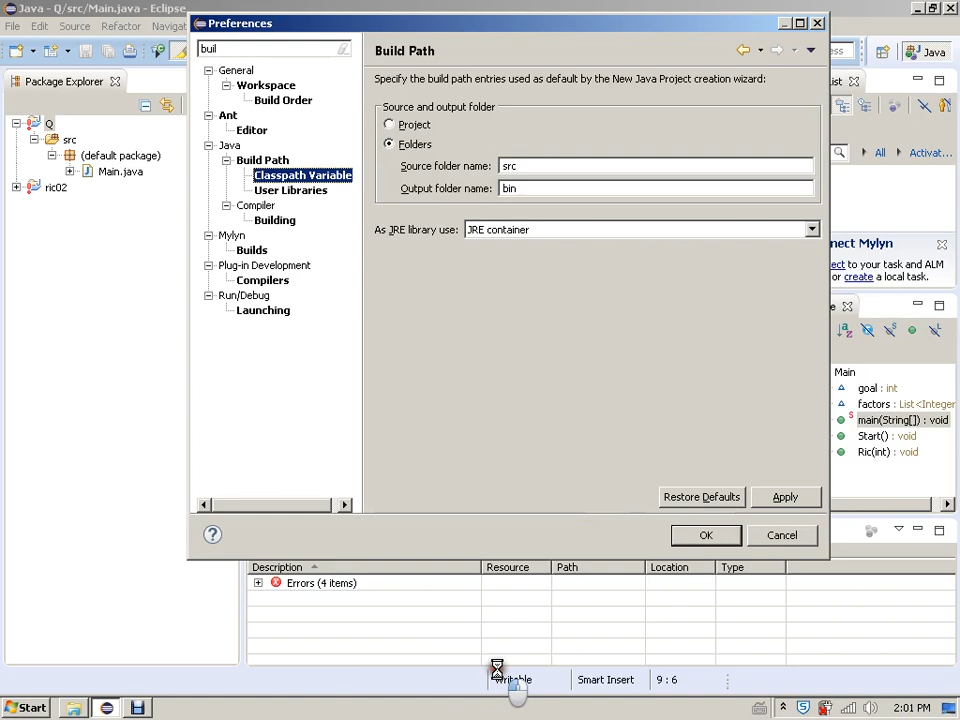 Java - Q/src/Main.java - Eclipse
File Edit Source Refactor Navigat
Java
Package Explorer
Q
src
(default package)
Main.java
ric02
Preferences
buil
General
Workspace
Build Order
Ant
Editor
Java
Build Path
Classpath Variable
User Libraries
Compiler
Building
Mylyn
Builds
Plug-in Development
Compilers
Run/Debug
Launching
Build Path
Specify the build path entries used as default by the New Java Project creation wizard:
Source and output folder
Project
Folders
Source folder name: src
Output folder name: bin
As JRE library use: JRE container
Restore Defaults Apply
OK Cancel
ess
ist
All Activat...
nect Mylyn
ect to your task and ALM
or create a local task.
e
Main
goal : int
factors : List<Integer
main(String[]) : void
Start() : void
Ric(int) : void
Description Resource Path Location Type
Errors (4 items)
Writable Smart Insert 9 : 6
Start 2:01 PM